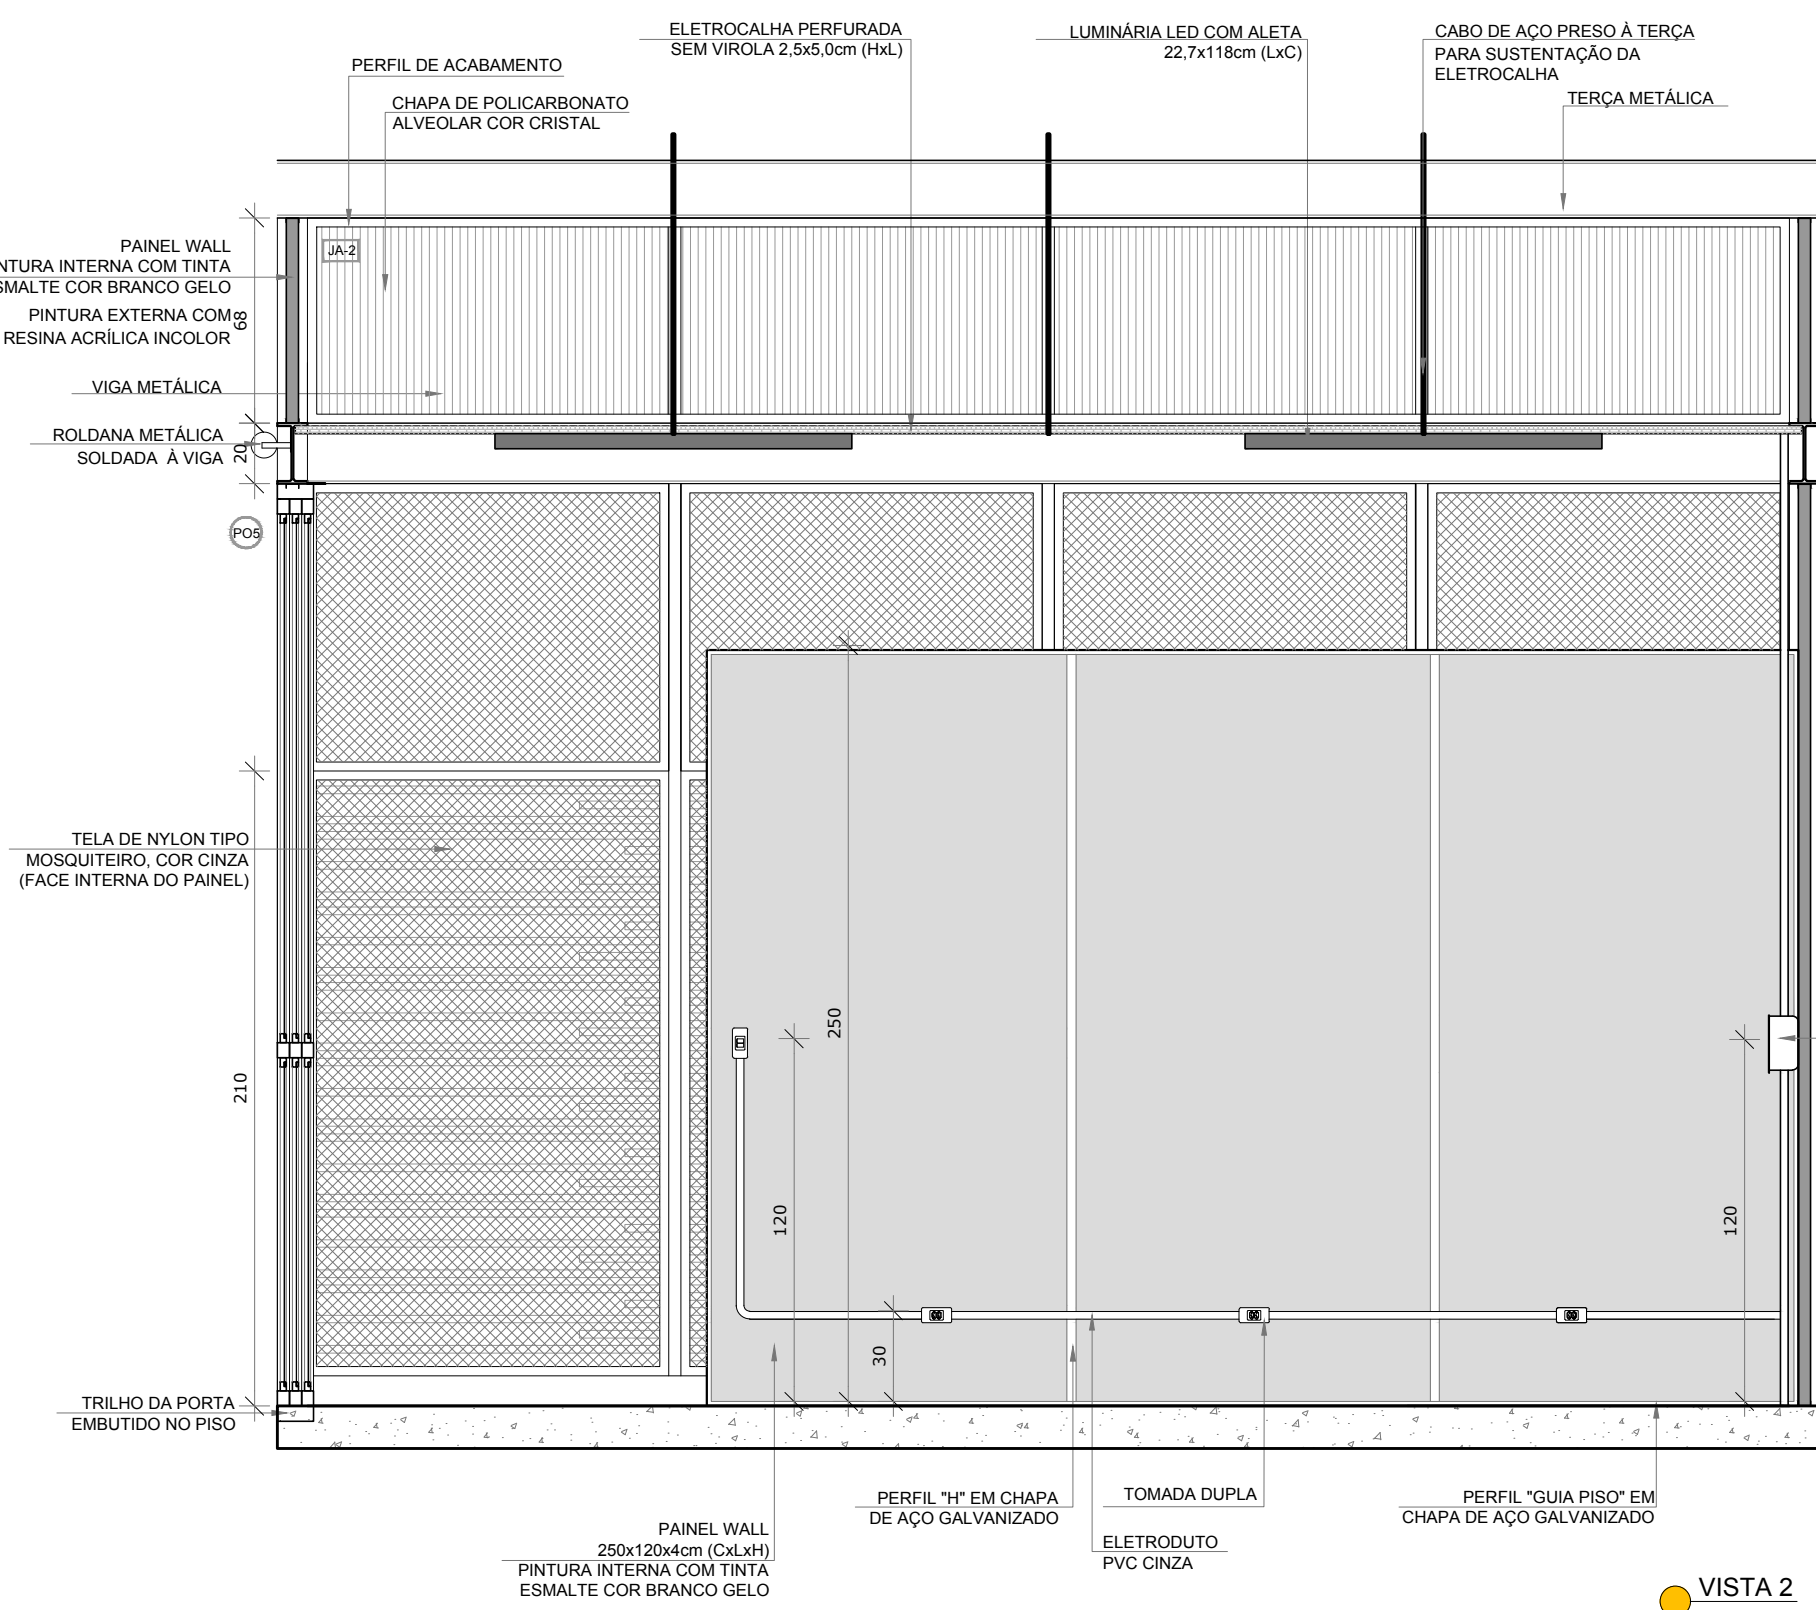 ELETROCALHA PERFURADA
SEM VIROLA 2,5x5,0cm (HxL)
LUMINÁRIA LED COM ALETA
22,7x118cm (LxC)
CABO DE AÇO PRESO À TERÇA
PARA SUSTENTAÇÃO DA
ELETROCALHA
PERFIL DE ACABAMENTO
CHAPA DE POLICARBONATO
ALVEOLAR COR CRISTAL
TERÇA METÁLICA
JA-2
PAINEL WALL
NTURA INTERNA COM TINTA
SMALTE COR BRANCO GELO
PINTURA EXTERNA COM
RESINA ACRÍLICA INCOLOR
68
VIGA METÁLICA
ROLDANA METÁLICA
SOLDADA À VIGA
20
PO5
TELA DE NYLON TIPO
MOSQUITEIRO, COR CINZA
(FACE INTERNA DO PAINEL)
210
250
120
30
120
TRILHO DA PORTA
EMBUTIDO NO PISO
PAINEL WALL
250x120x4cm (CxLxH)
PINTURA INTERNA COM TINTA
ESMALTE COR BRANCO GELO
PERFIL "H" EM CHAPA
DE AÇO GALVANIZADO
ELETRODUTO
PVC CINZA
TOMADA DUPLA
PERFIL "GUIA PISO" EM
CHAPA DE AÇO GALVANIZADO
VISTA 2